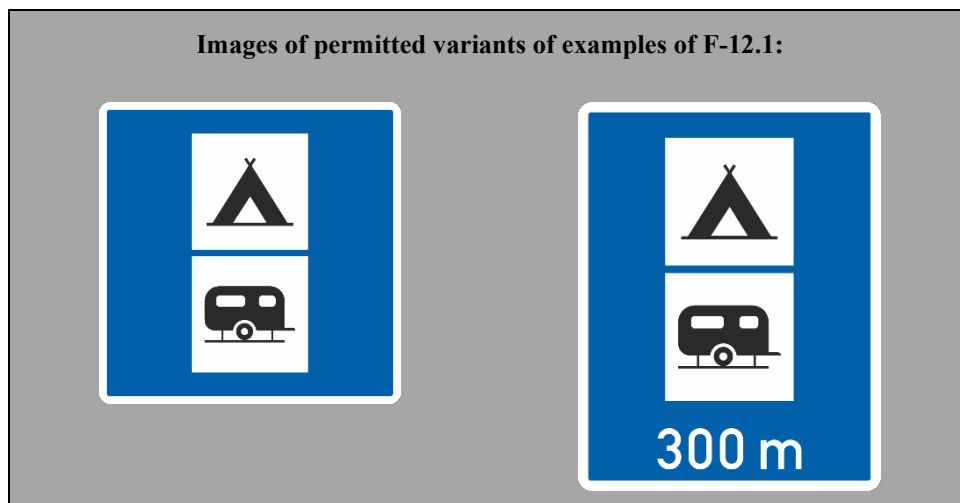 Images of permitted variants of examples of F-12.1:
300 m